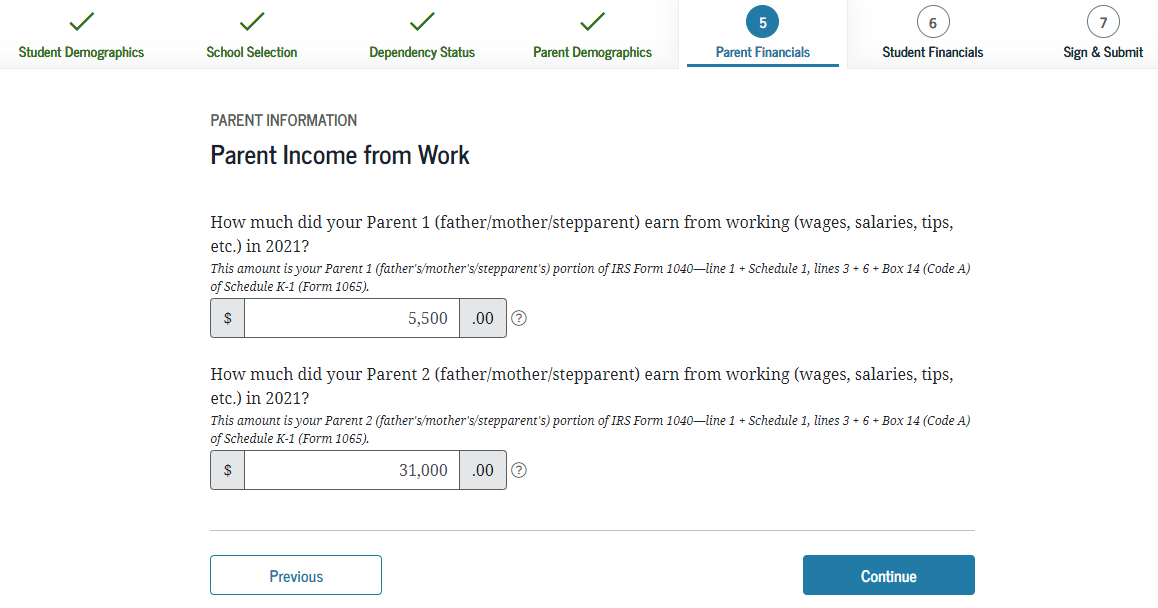 5
6
7
Student Demographics
School Selection
Dependency Status
Parent Demographics
Parent Financials
Student Financials
Sign & Submit
PARENT INFORMATION
Parent Income from Work
How much did your Parent 1 (father/mother/stepparent) earn from working (wages, salaries, tips,
etc.) in 2021?
This amount is your Parent 1 (father's/mother's/stepparent's) portion of IRS Form 1040—line 1 + Schedule 1, lines 3 + 6 + Box 14 (Code A)
of Schedule K-1 (Form 1065).
$ 5,500 .00 ?
How much did your Parent 2 (father/mother/stepparent) earn from working (wages, salaries, tips,
etc.) in 2021?
This amount is your Parent 2 (father's/mother's/stepparent's) portion of IRS Form 1040—line 1 + Schedule 1, lines 3 + 6 + Box 14 (Code A)
of Schedule K-1 (Form 1065).
$ 31,000 .00 ?
Previous
Continue